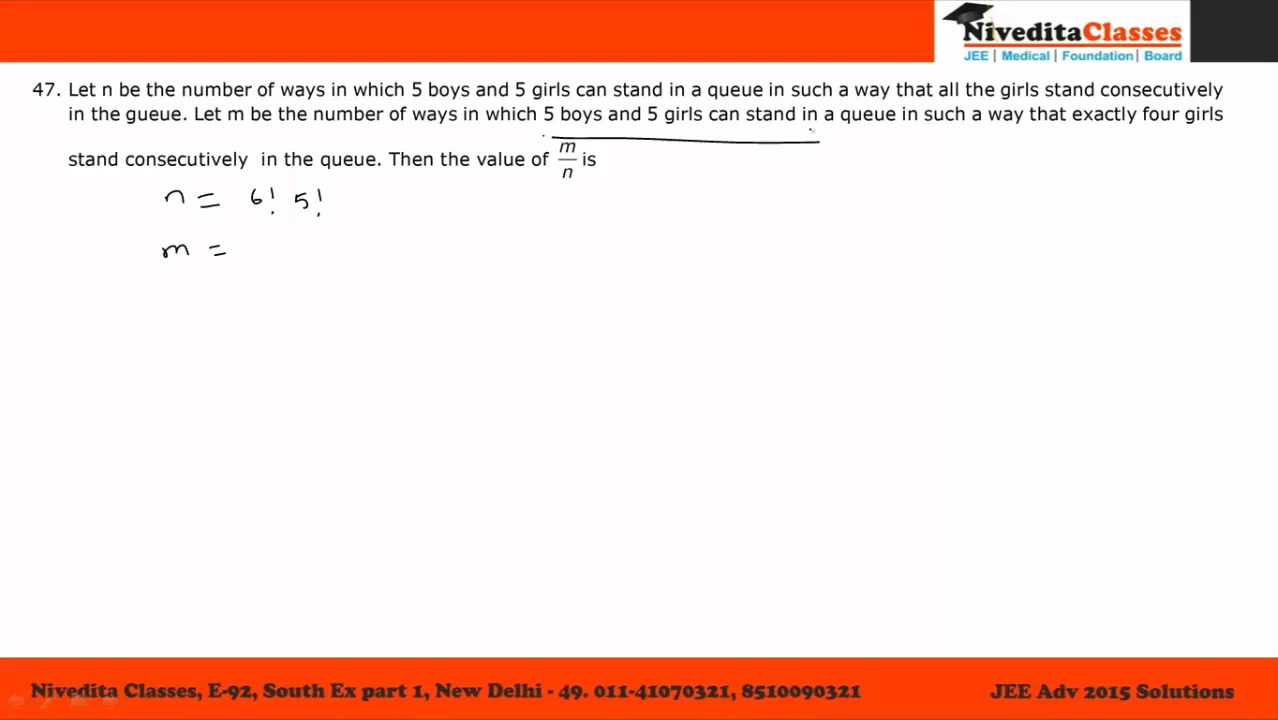 NiveditaClasses
JEE | Medical | Foundation | Board
47. Let n be the number of ways in which 5 boys and 5 girls can stand in a queue in such a way that all the girls stand consecutively
in the gueue. Let m be the number of ways in which 5 boys and 5 girls can stand in a queue in such a way that exactly four girls
stand consecutively in the queue. Then the value of m/n is
n = 6! 5!
m =
Nivedita Classes, E-92, South Ex part 1, New Delhi - 49. 011-41070321, 8510090321
JEE Adv 2015 Solutions